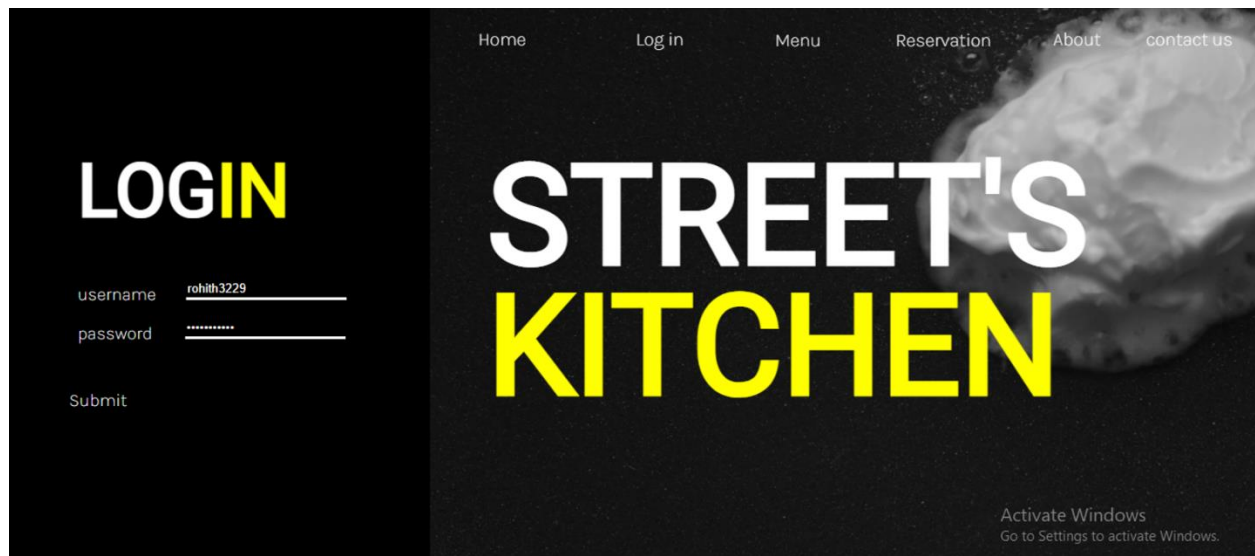 Home Log in Menu Reservation About contact us
LOGIN
username rohith3229
password •••••••••••
Submit
STREET'S
KITCHEN
Activate Windows
Go to Settings to activate Windows.